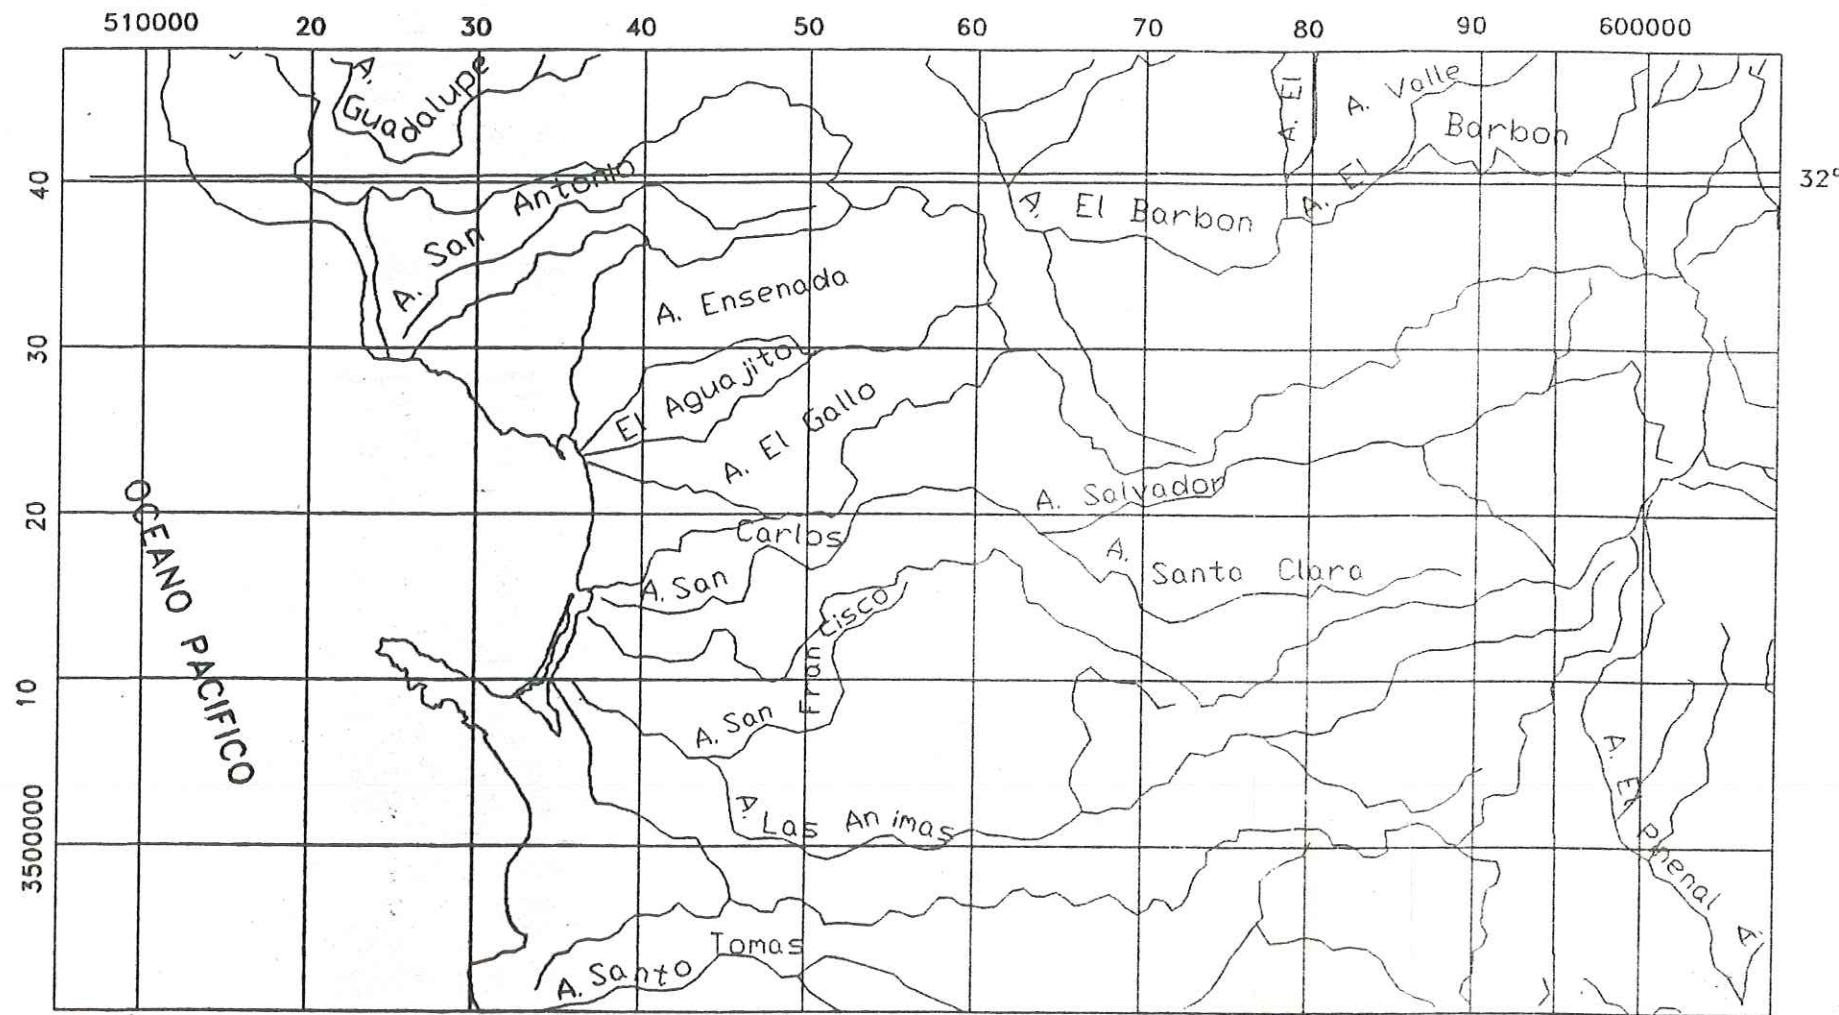 510000 20 30 40 50 60 70 80 90 600000
A. Guadalupe
A. El
A. Valle
Barbon
40
32°
A. San Antonio
A. El Barbon
A. El
A. Ensenada
30
El Aguajito
A. El Gallo
A. Salvador
20
OCEANO PACIFICO
A. San Carlos
A. Santa Clara
A. San Francisco
10
A. El Pinenal
A.
A. Las Animas
3500000
A. Santo Tomas